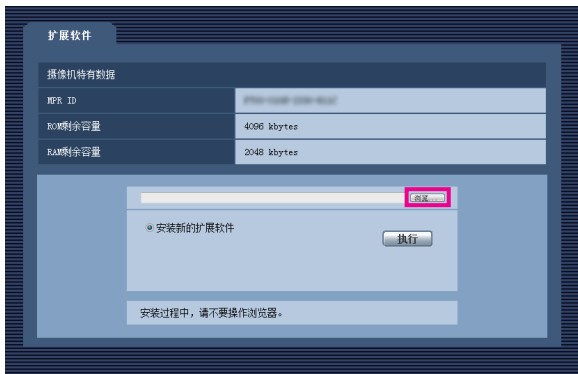 扩展软件
摄像机特有数据
MPR ID
ROM剩余容量 4096 kbytes
RAM剩余容量 2048 kbytes
浏览...
安装新的扩展软件
执行
安装过程中，请不要操作浏览器。